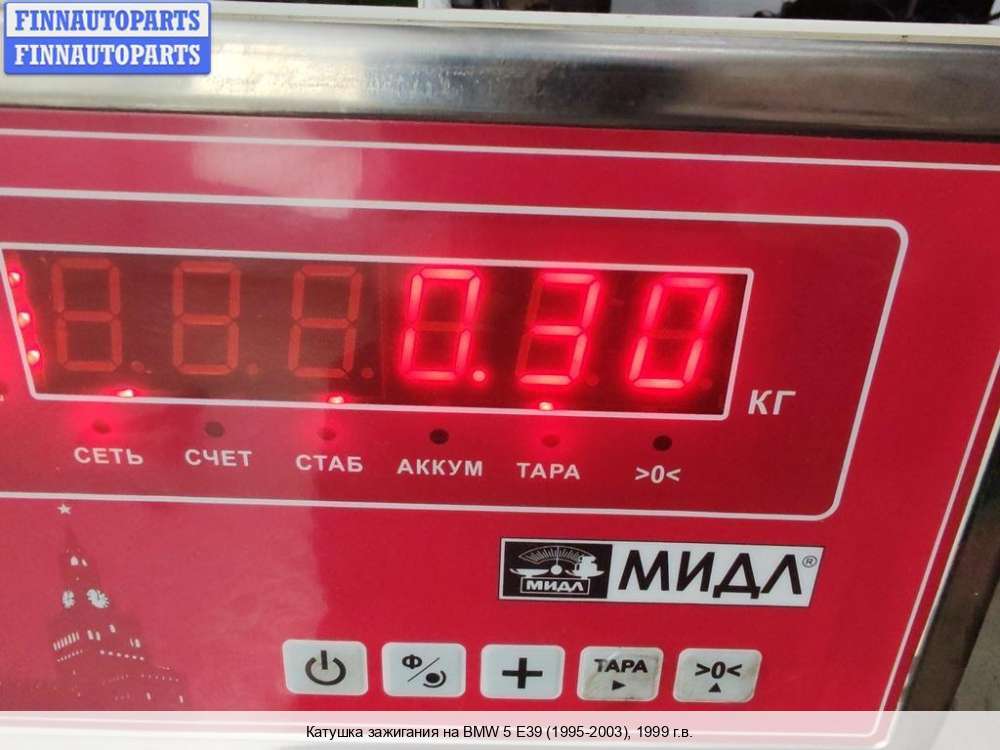 FINNAUTOPARTS
FINNAUTOPARTS
0.30
КГ
СЕТЬ СЧЕТ СТАБ АККУМ ТАРА >0<
МИДЛ МИДЛ®
Ф ТАРА >0<
Катушка зажигания на BMW 5 E39 (1995-2003), 1999 г.в.